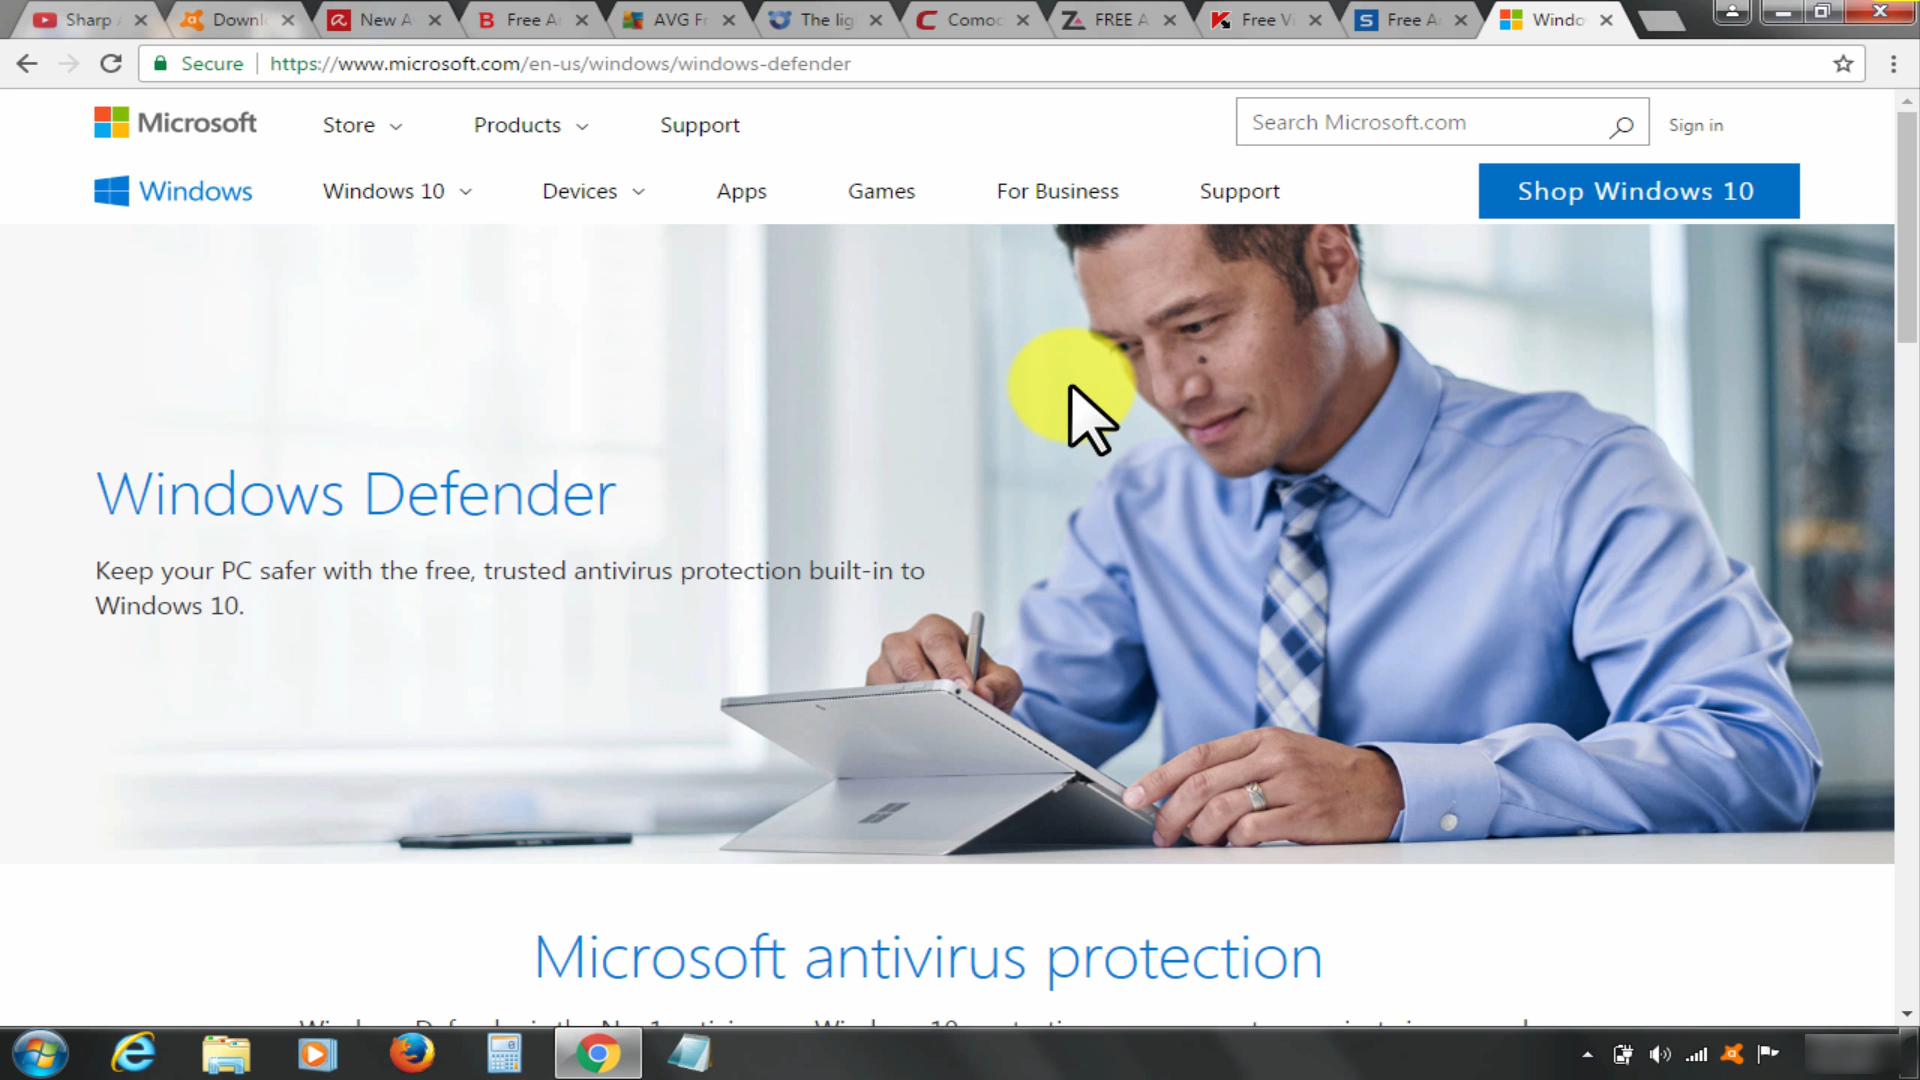 Sharp
Downl
New A
Free A
AVG F
The lig
Comod
FREE A
Free Vi
Free A
Windo
Secure https://www.microsoft.com/en-us/windows/windows-defender
Microsoft Store Products Support Search Microsoft.com Sign in
Windows Windows 10 Devices Apps Games For Business Support Shop Windows 10
Windows Defender
Keep your PC safer with the free, trusted antivirus protection built-in to
Windows 10.
Microsoft antivirus protection